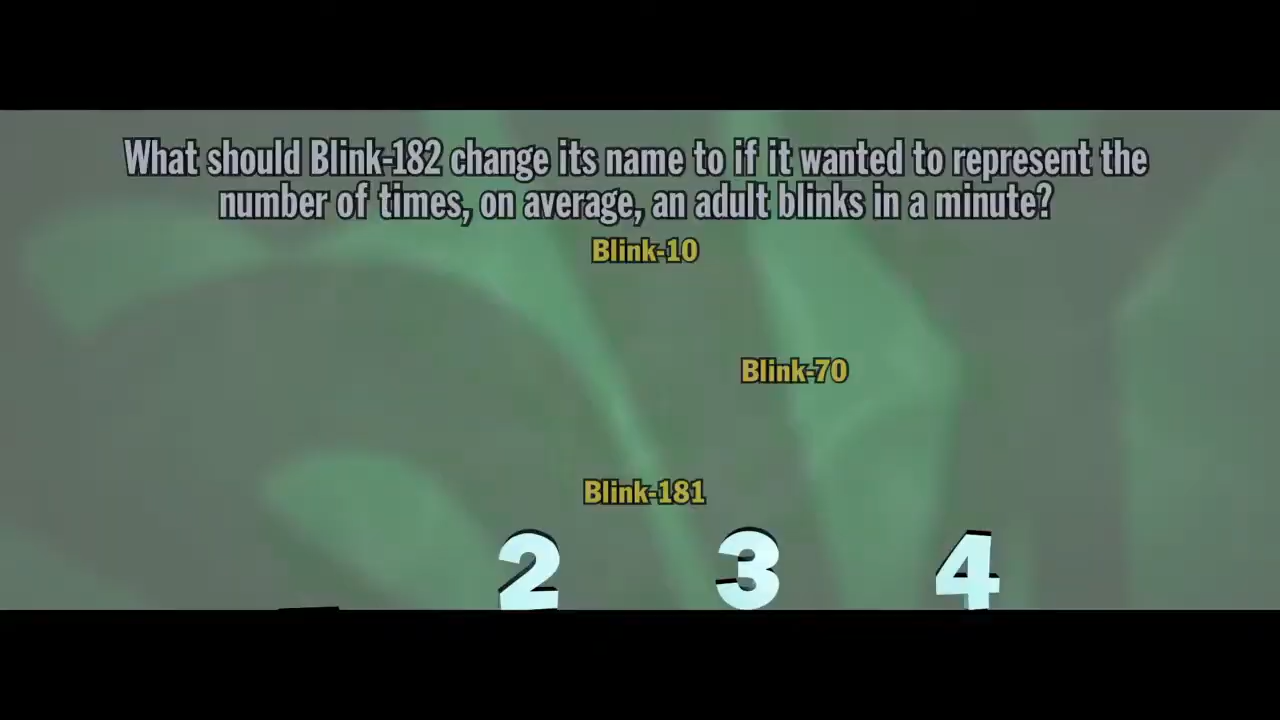 What should Blink-182 change its name to if it wanted to represent the
number of times, on average, an adult blinks in a minute?
Blink-10
Blink-70
Blink-181
2 3 4